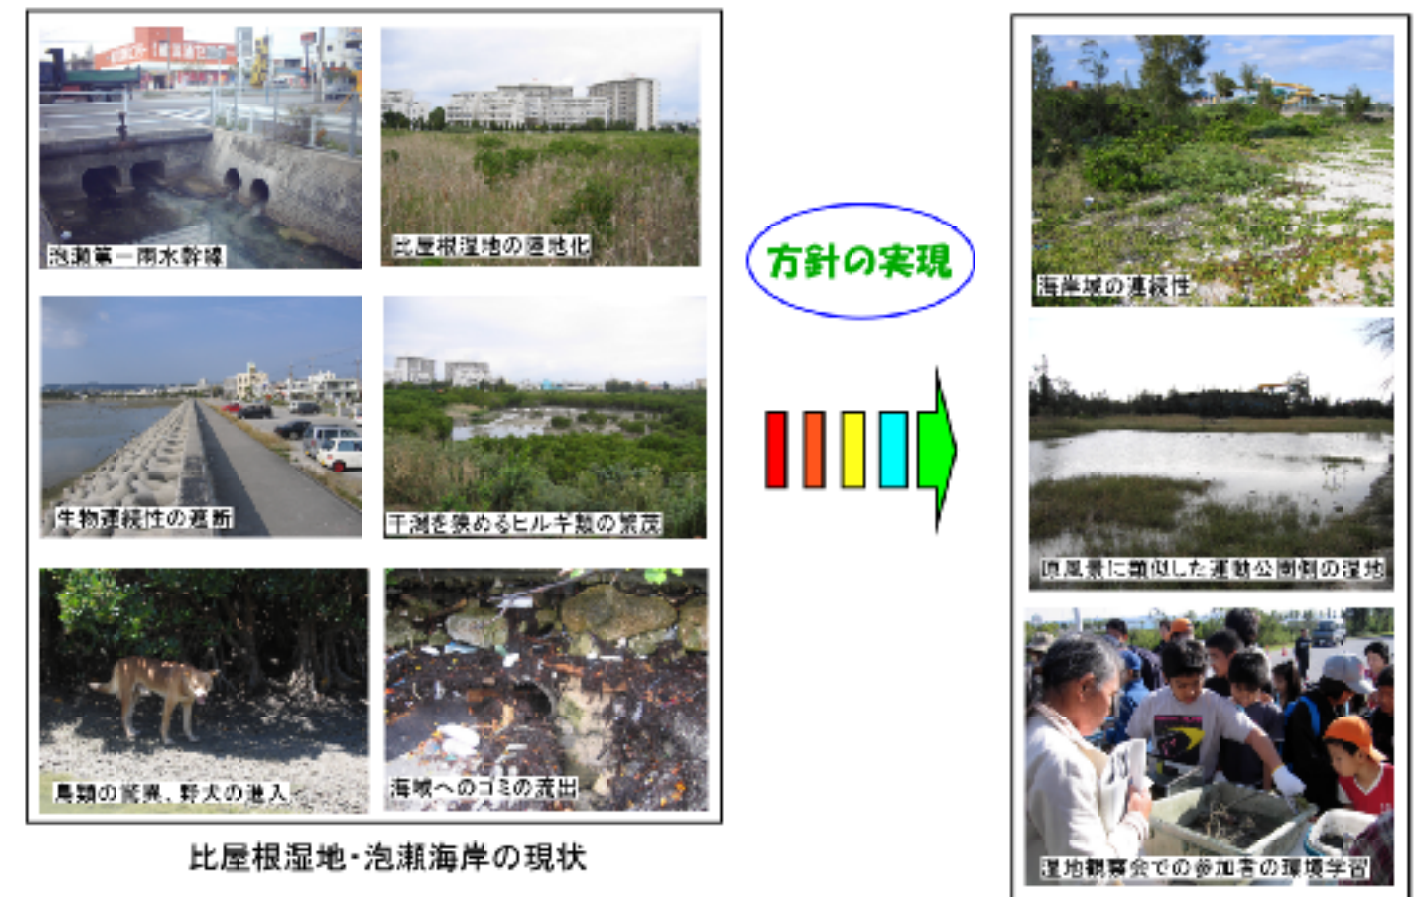 泡瀬第一雨水幹線
比屋根湿地の陸地化
生物連続性の遮断
干潟を狭めるヒルギ類の繁茂
鳥類の驚異、野犬の進入
海域へのゴミの流出
比屋根湿地・泡瀬海岸の現状
方針の実現
海岸域の連続性
原風景に類似した運動公園側の湿地
湿地観察会での参加者の環境学習